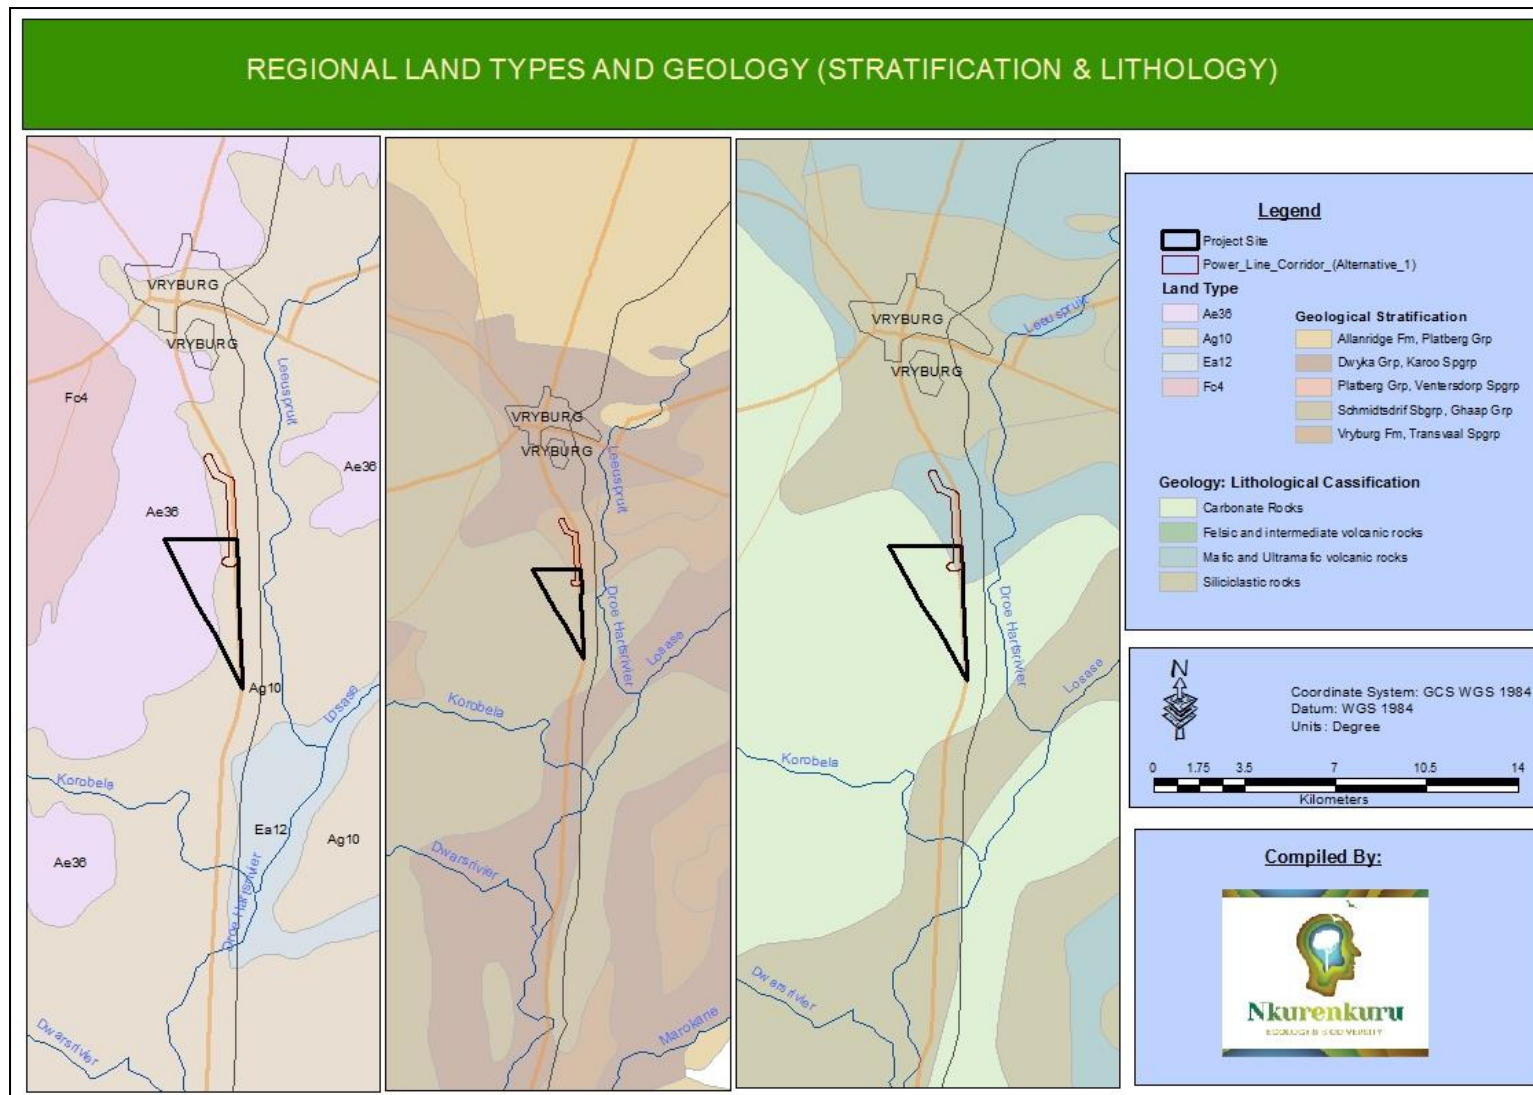 REGIONAL LAND TYPES AND GEOLOGY (STRATIFICATION & LITHOLOGY)
VRYBURG
VRYBURG
Leeuspruit
Fc4
Ae36
Ae36
Ag10
Losase
Korobela
Ea12
Ag10
Ae36
Droe Hartsrivier
Dwarsrivier
VRYBURG
VRYBURG
Leeuspruit
Droe Hartsrivier
Losase
Korobela
Dwarsrivier
Marokane
Leeuspruit
VRYBURG
VRYBURG
Droe Hartsrivier
Losase
Korobela
Dwarsrivier
Legend
Project Site
Power_Line_Corridor_(Alternative_1)
Land Type
Ae36
Ag10
Ea12
Fc4
Geological Stratification
Allanridge Fm, Platberg Grp
Dwyka Grp, Karoo Spgrp
Platberg Grp, Ventersdorp Spgrp
Schmidtsdrif Sbgrp, Ghaap Grp
Vryburg Fm, Transvaal Spgrp
Geology: Lithological Cassification
Carbonate Rocks
Felsic and intermediate volcanic rocks
Mafic and Ultramafic volcanic rocks
Siliciclastic rocks
N
Coordinate System: GCS WGS 1984
Datum: WGS 1984
Units: Degree
0 1.75 3.5 7 10.5 14
Kilometers
Compiled By:
Nkurenkuru
ECOLOGY & BIODIVERSITY